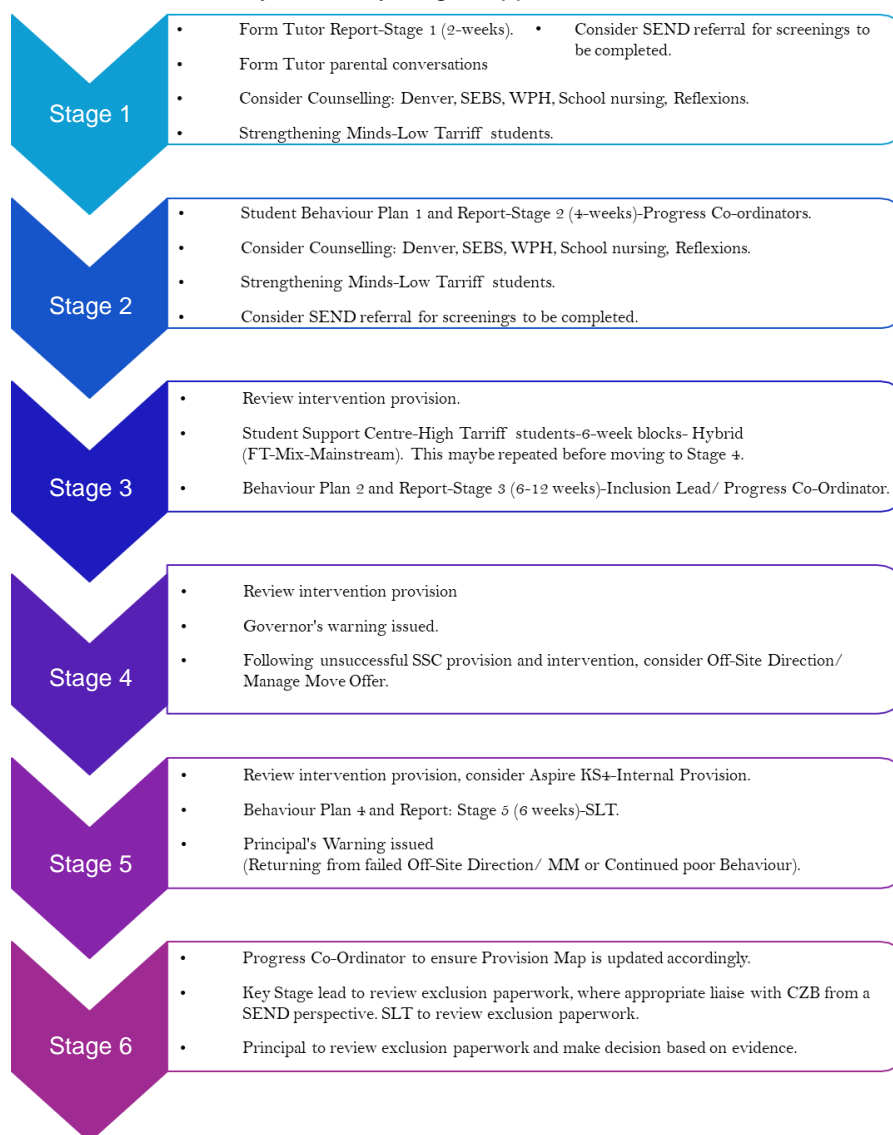 Stage 1
• Form Tutor Report-Stage 1 (2-weeks).
• Consider SEND referral for screenings to
be completed.
• Form Tutor parental conversations
• Consider Counselling: Denver, SEBS, WPH, School nursing, Reflexions.
• Strengthening Minds-Low Tarriff students.
Stage 2
• Student Behaviour Plan 1 and Report-Stage 2 (4-weeks)-Progress Co-ordinators.
• Consider Counselling: Denver, SEBS, WPH, School nursing, Reflexions.
• Strengthening Minds-Low Tarriff students.
• Consider SEND referral for screenings to be completed.
Stage 3
• Review intervention provision.
• Student Support Centre-High Tarriff students-6-week blocks- Hybrid
(FT-Mix-Mainstream). This maybe repeated before moving to Stage 4.
• Behaviour Plan 2 and Report-Stage 3 (6-12 weeks)-Inclusion Lead/ Progress Co-Ordinator.
Stage 4
• Review intervention provision
• Governor's warning issued.
• Following unsuccessful SSC provision and intervention, consider Off-Site Direction/
Manage Move Offer.
Stage 5
• Review intervention provision, consider Aspire KS4-Internal Provision.
• Behaviour Plan 4 and Report: Stage 5 (6 weeks)-SLT.
• Principal's Warning issued
(Returning from failed Off-Site Direction/ MM or Continued poor Behaviour).
Stage 6
• Progress Co-Ordinator to ensure Provision Map is updated accordingly.
• Key Stage lead to review exclusion paperwork, where appropriate liaise with CZB from a
SEND perspective. SLT to review exclusion paperwork.
• Principal to review exclusion paperwork and make decision based on evidence.